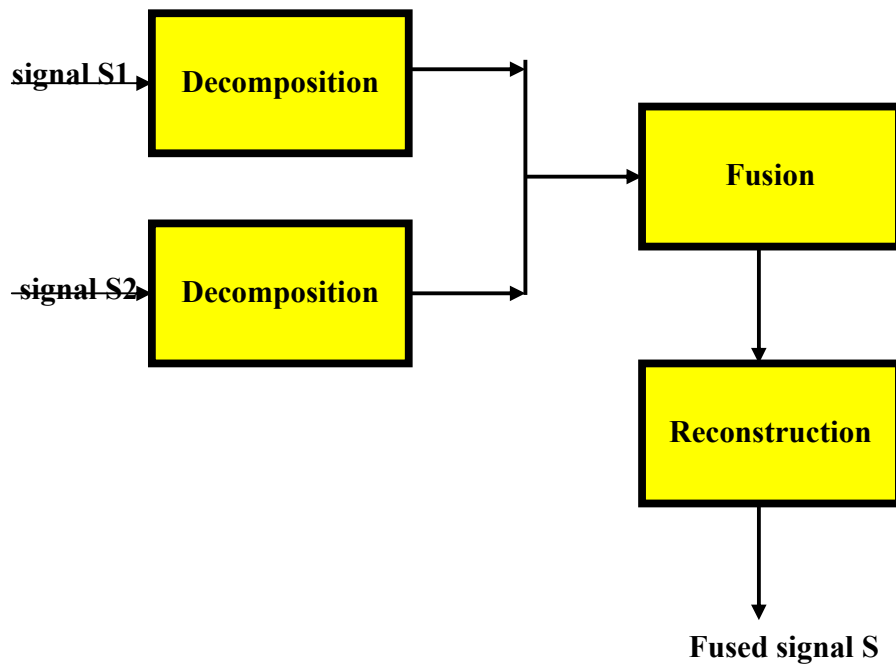 signal S1
Decomposition
Fusion
signal S2
Decomposition
Reconstruction
Fused signal S